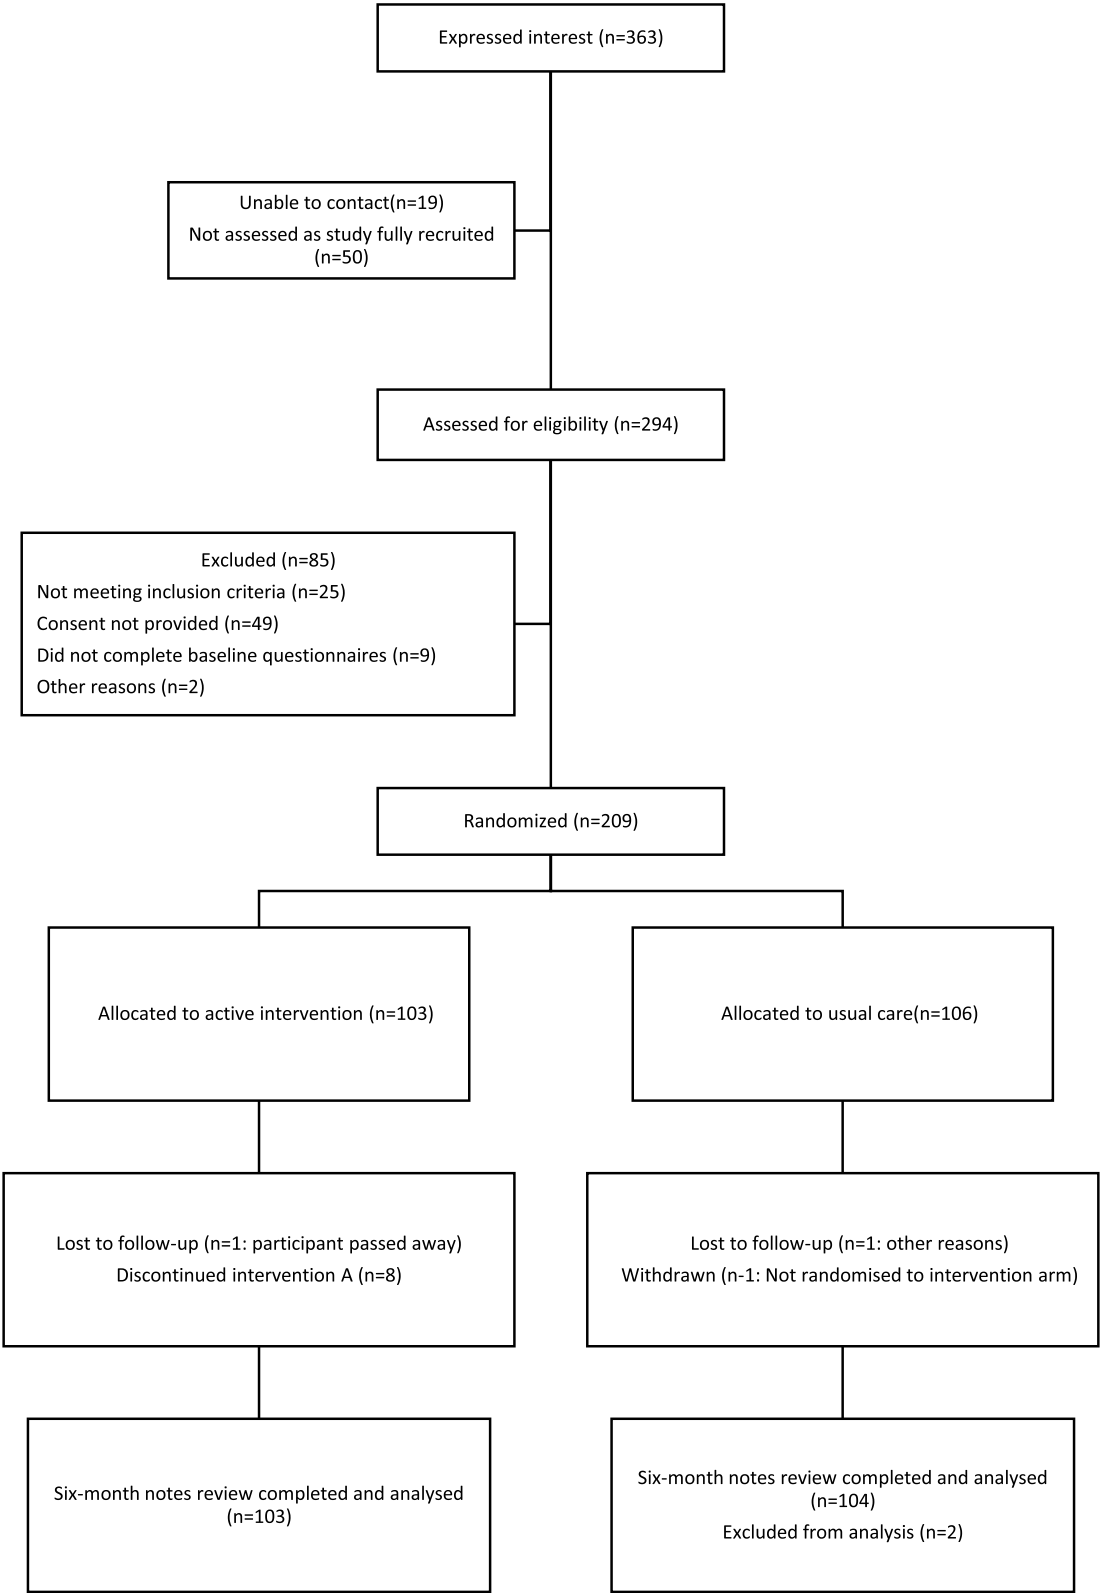 Expressed interest (n=363)
Unable to contact(n=19)
Not assessed as study fully recruited
(n=50)
Assessed for eligibility (n=294)
Excluded (n=85)
Not meeting inclusion criteria (n=25)
Consent not provided (n=49)
Did not complete baseline questionnaires (n=9)
Other reasons (n=2)
Randomized (n=209)
Allocated to active intervention (n=103)
Allocated to usual care(n=106)
Lost to follow-up (n=1: participant passed away)
Discontinued intervention A (n=8)
Lost to follow-up (n=1: other reasons)
Withdrawn (n-1: Not randomised to intervention arm)
Six-month notes review completed and analysed
(n=103)
Six-month notes review completed and analysed
(n=104)
Excluded from analysis (n=2)